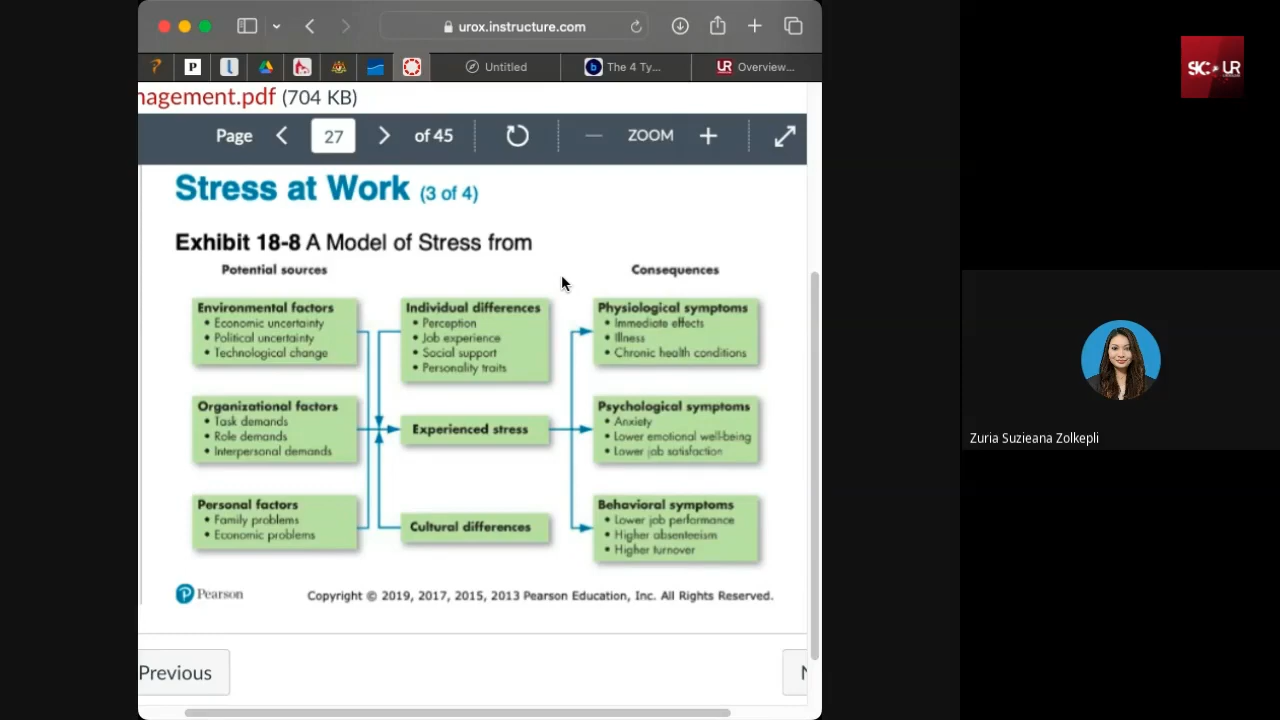 urox.instructure.com
P
Untitled
b
The 4 Ty...
UR
Overview...
nagement.pdf (704 KB)
Page
27
of 45
ZOOM
Stress at Work (3 of 4)
Exhibit 18-8 A Model of Stress from
Potential sources
Consequences
Environmental factors
• Economic uncertainty
• Political uncertainty
• Technological change
Individual differences
• Perception
• Job experience
• Social support
• Personality traits
Physiological symptoms
• Immediate effects
• Illness
• Chronic health conditions
Organizational factors
• Task demands
• Role demands
• Interpersonal demands
Experienced stress
Psychological symptoms
• Anxiety
• Lower emotional well-being
• Lower job satisfaction
Personal factors
• Family problems
• Economic problems
Cultural differences
Behavioral symptoms
• Lower job performance
• Higher absenteeism
• Higher turnover
P Pearson
Copyright © 2019, 2017, 2015, 2013 Pearson Education, Inc. All Rights Reserved.
Previous
N
UR
Zuria Suzieana Zolkepli